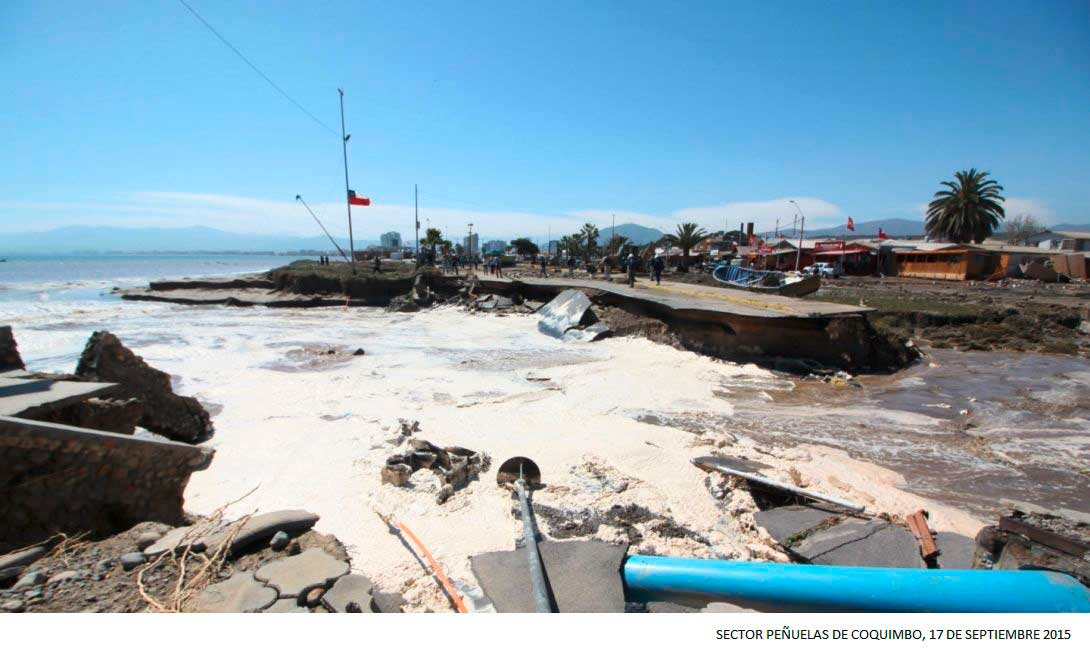 SECTOR PEÑUELAS DE COQUIMBO, 17 DE SEPTIEMBRE 2015